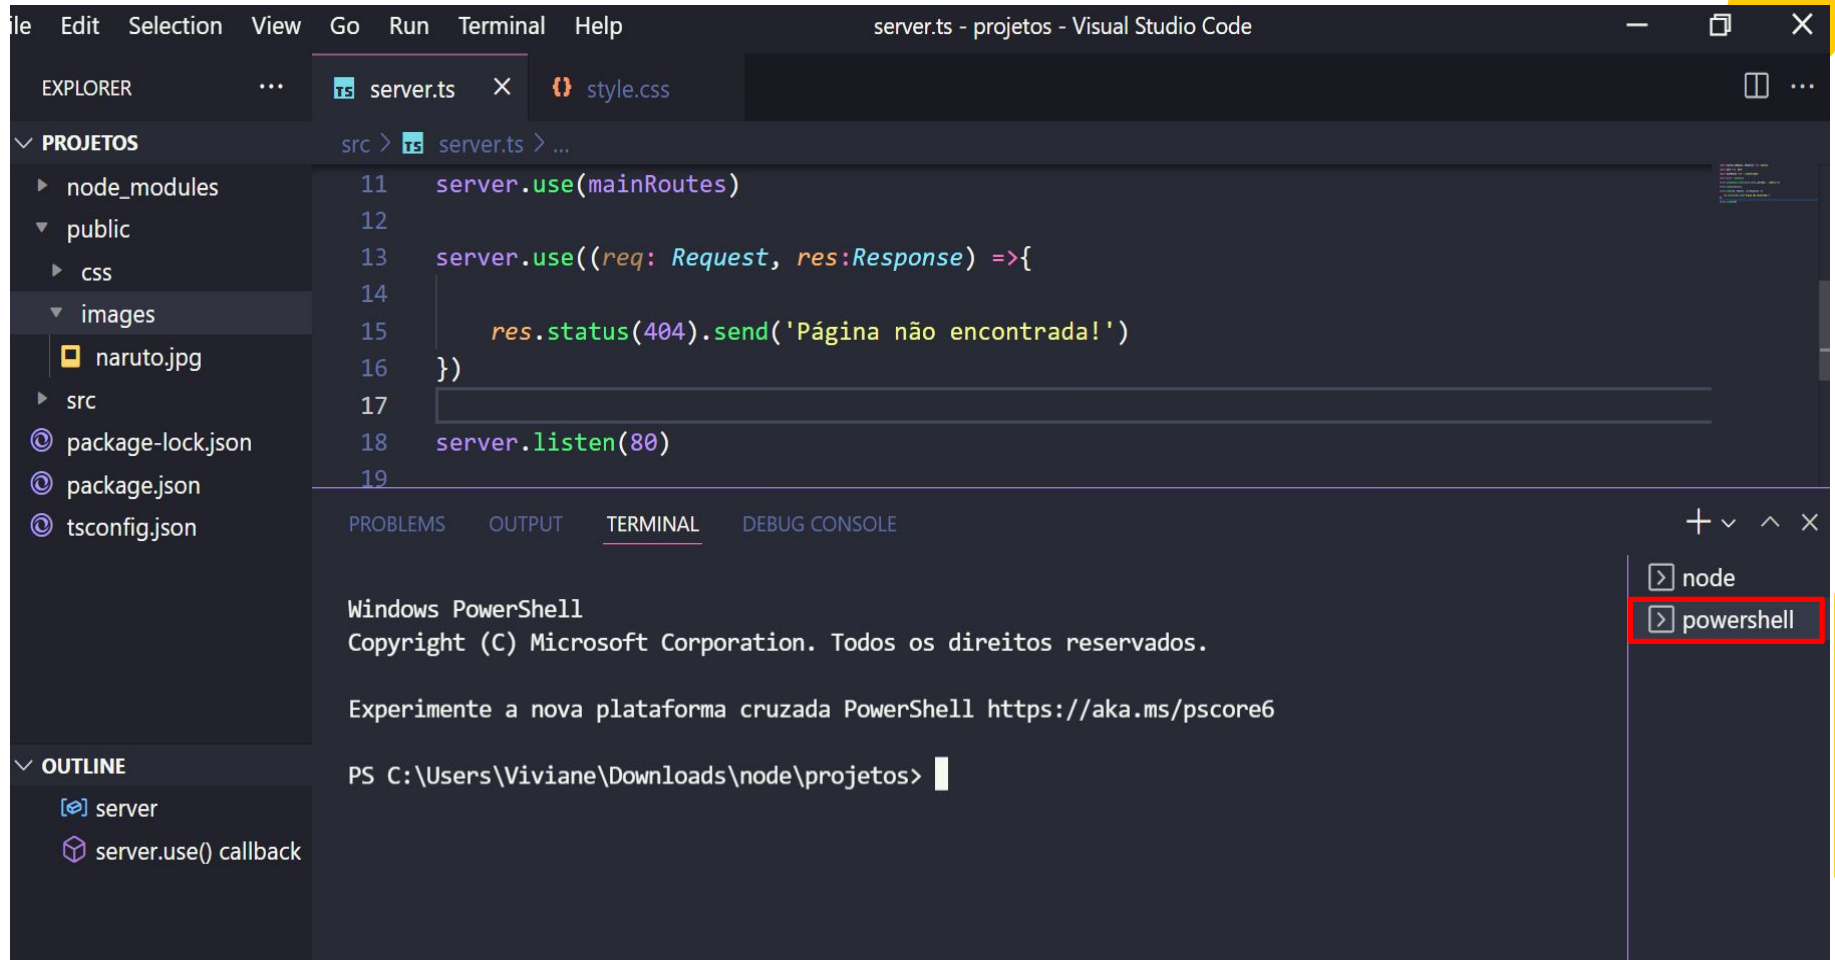 ile Edit Selection View Go Run Terminal Help server.ts - projetos - Visual Studio Code
EXPLORER ...
PROJETOS
node_modules
public
css
images
naruto.jpg
src
package-lock.json
package.json
tsconfig.json
OUTLINE
server
server.use() callback
TS server.ts style.css
src > TS server.ts > ...
11 server.use(mainRoutes)
12
13 server.use((req: Request, res:Response) =>{
14
15 res.status(404).send('Página não encontrada!')
16 })
17
18 server.listen(80)
19
PROBLEMS OUTPUT TERMINAL DEBUG CONSOLE
Windows PowerShell
Copyright (C) Microsoft Corporation. Todos os direitos reservados.
Experimente a nova plataforma cruzada PowerShell https://aka.ms/pscore6
PS C:\Users\Viviane\Downloads\node\projetos>
node
powershell